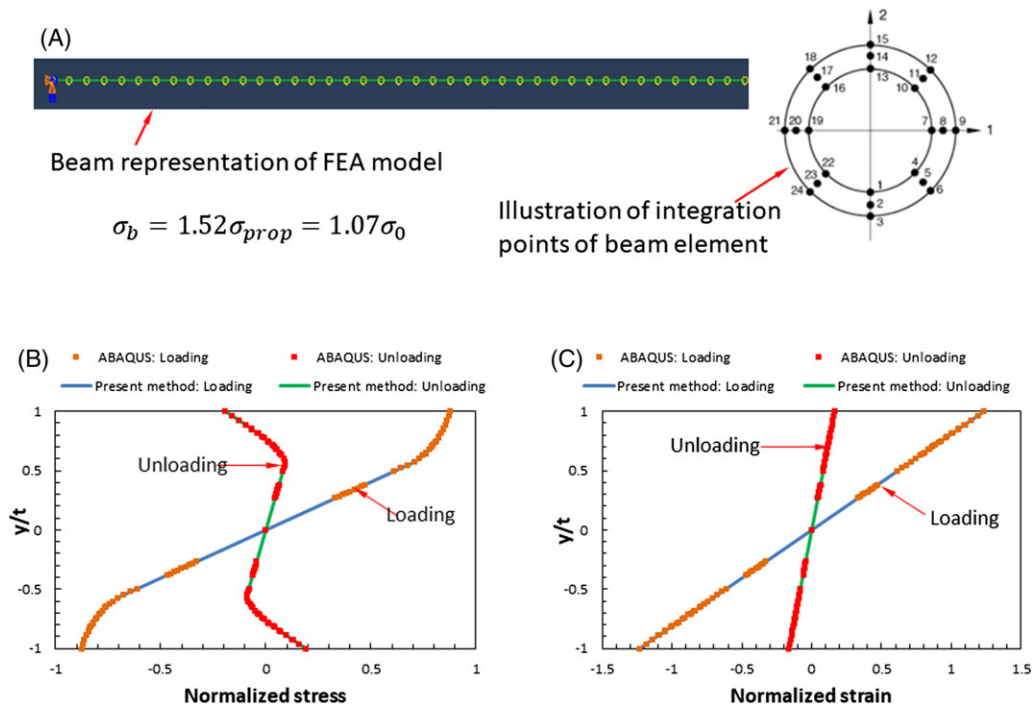 (A)
Beam representation of FEA model
σ_b = 1.52σ_prop = 1.07σ_0
2
15
14
13
18
17
16
12
11
10
21
20
19
7
8
9
1
22
23
24
4
5
6
1
2
3
Illustration of integration
points of beam element
(B)
ABAQUS: Loading
ABAQUS: Unloading
Present method: Loading
Present method: Unloading
1
0.5
0
-0.5
-1
y/t
Unloading
Loading
-1
-0.5
0
0.5
1
Normalized stress
(C)
ABAQUS: Loading
ABAQUS: Unloading
Present method: Loading
Present method: Unloading
1
0.5
0
-0.5
-1
y/t
Unloading
Loading
-1.5
-1
-0.5
0
0.5
1
1.5
Normalized strain